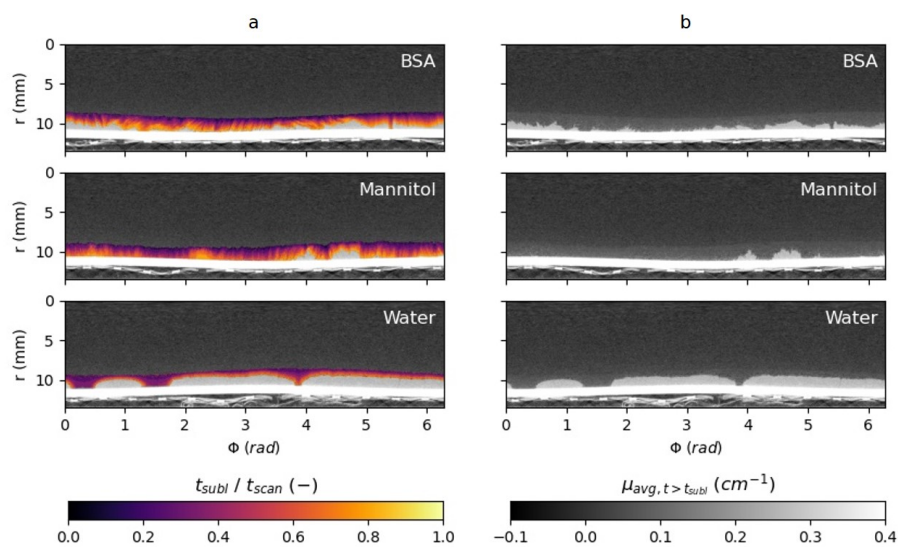 a
b
BSA
BSA
0
5
10
r (mm)
Mannitol
Mannitol
0
5
10
r (mm)
Water
Water
0
5
10
r (mm)
0 1 2 3 4 5 6
0 1 2 3 4 5 6
Φ (rad)
Φ (rad)
t_subl / t_scan (−)
μ_avg, t>t_subl (cm⁻¹)
0.0 0.2 0.4 0.6 0.8 1.0
−0.1 0.0 0.1 0.2 0.3 0.4